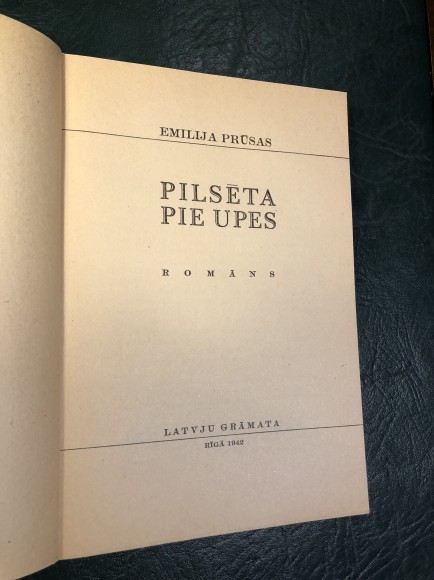 EMILIJA PRŪSAS
PILSĒTA
PIE UPES
ROMĀNS
LATVJU GRĀMATA
RĪGĀ 1942